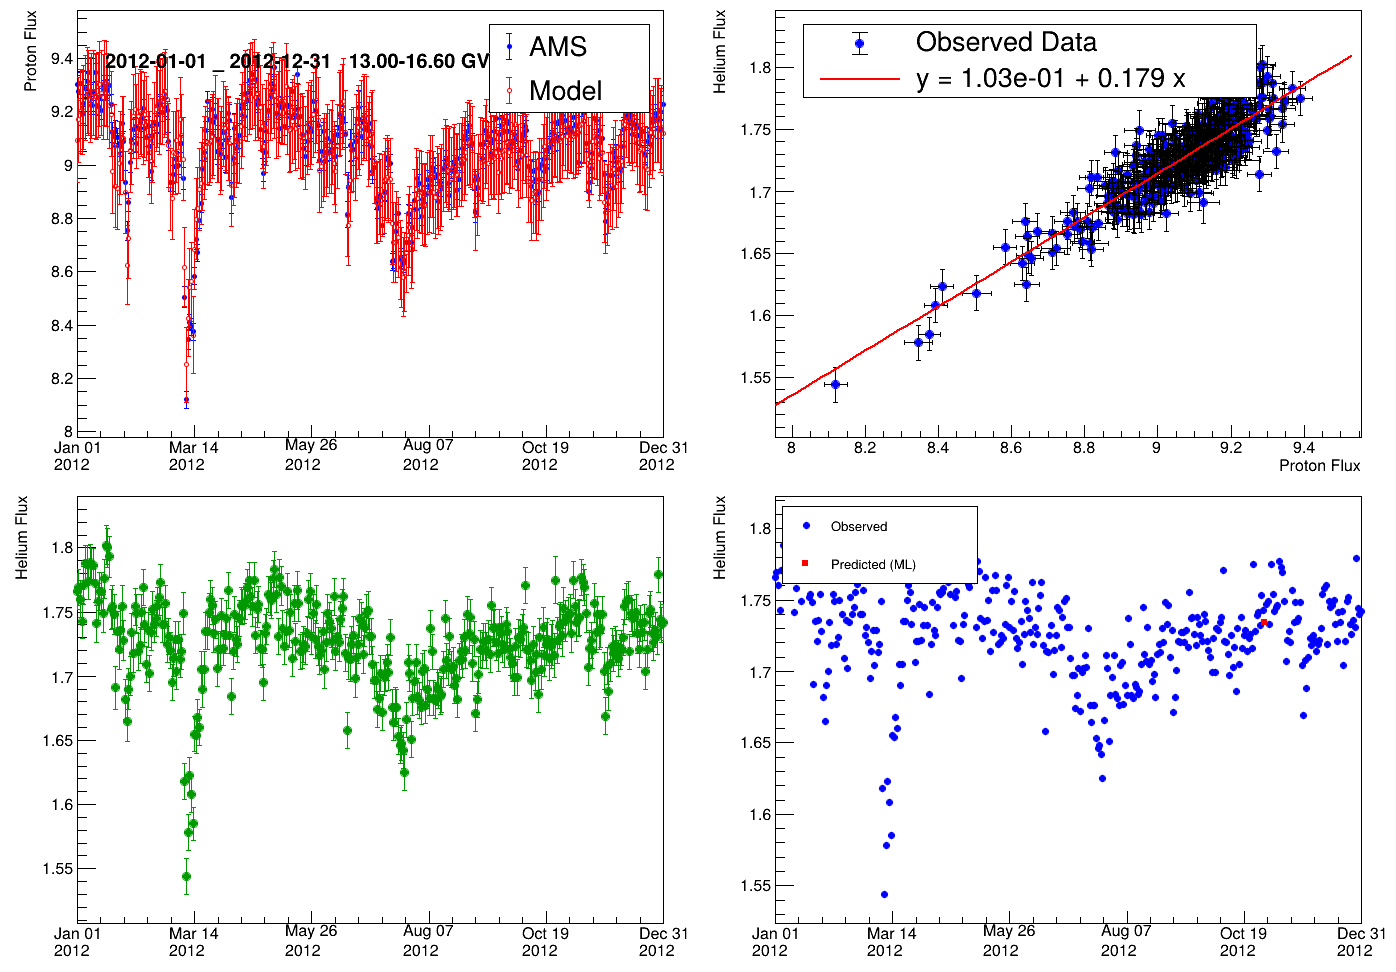 Proton Flux
9.4
9.2
9
8.8
8.6
8.4
8.2
8
2012-01-01 _ 2012-12-31 13.00-16.60 GV
AMS
Model
Jan 01
2012
Mar 14
2012
May 26
2012
Aug 07
2012
Oct 19
2012
Dec 31
2012
Helium Flux
1.8
1.75
1.7
1.65
1.6
1.55
Observed Data
y = 1.03e-01 + 0.179 x
8
8.2
8.4
8.6
8.8
9
9.2
9.4
Proton Flux
Helium Flux
1.8
1.75
1.7
1.65
1.6
1.55
Jan 01
2012
Mar 14
2012
May 26
2012
Aug 07
2012
Oct 19
2012
Dec 31
2012
Helium Flux
1.8
1.75
1.7
1.65
1.6
1.55
Observed
Predicted (ML)
Jan 01
2012
Mar 14
2012
May 26
2012
Aug 07
2012
Oct 19
2012
Dec 31
2012